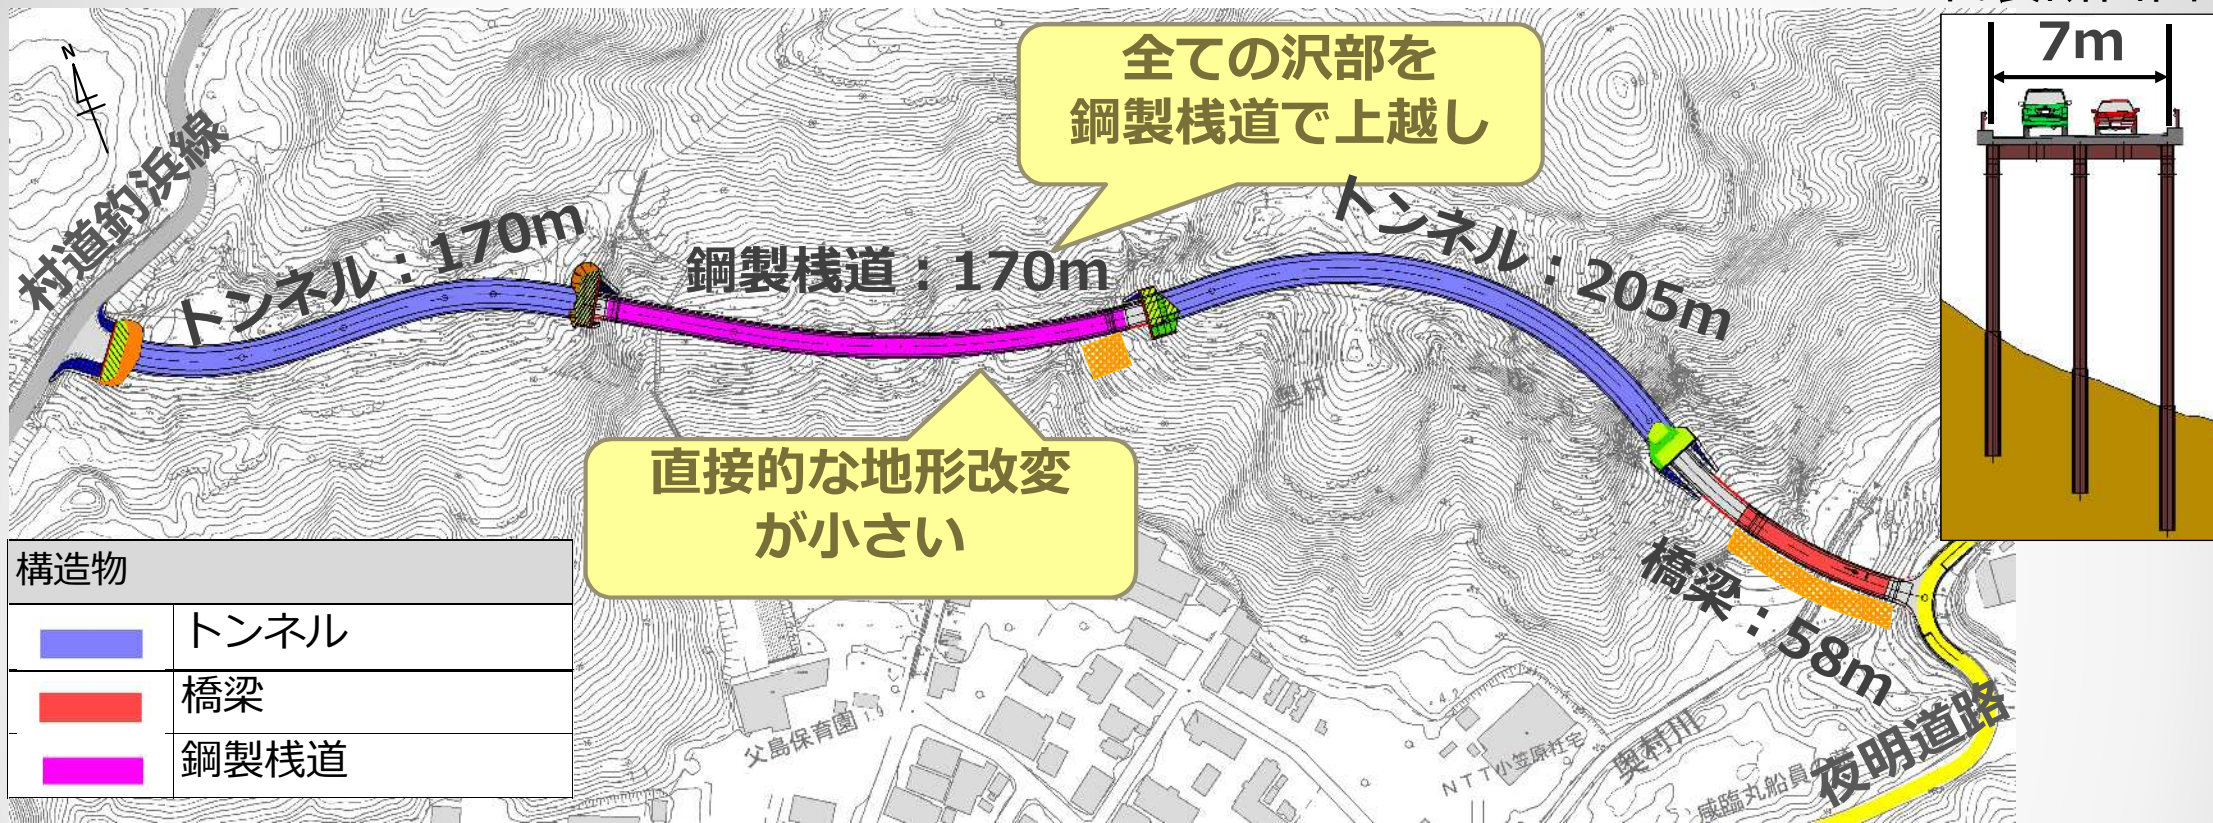 7m
全ての沢部を
鋼製桟道で上越し
N
村道釣浜線
トンネル：170m
鋼製桟道：170m
トンネル：205m
奥村
直接的な地形改変
が小さい
橋梁：58m
構造物
トンネル
橋梁
鋼製桟道
父島保育園
NTT小笠原社宅
奥村川
夜明道路
咸臨丸船員の